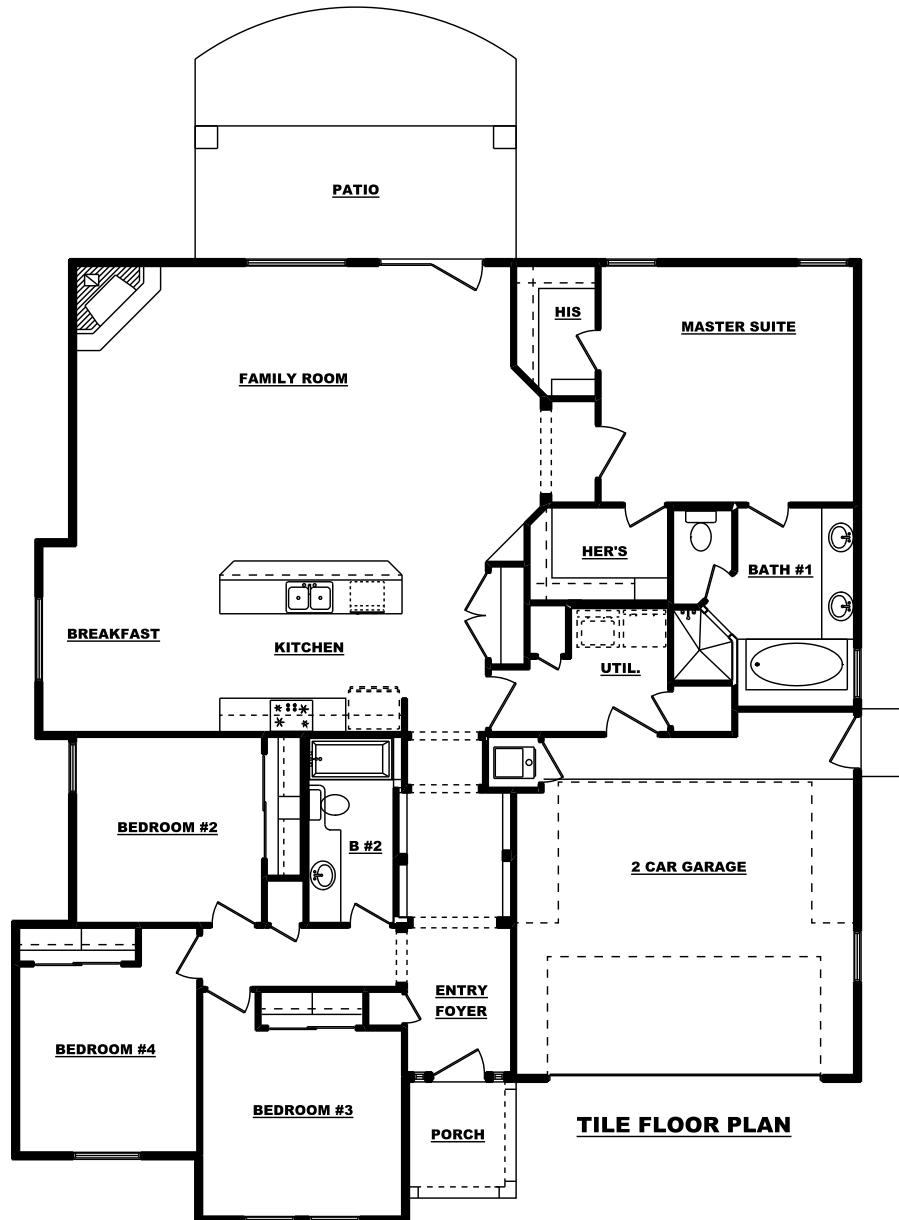 PATIO
HIS
MASTER SUITE
FAMILY ROOM
HER'S
BATH #1
BREAKFAST
KITCHEN
UTIL.
BEDROOM #2
B #2
2 CAR GARAGE
ENTRY
FOYER
BEDROOM #4
BEDROOM #3
PORCH
TILE FLOOR PLAN